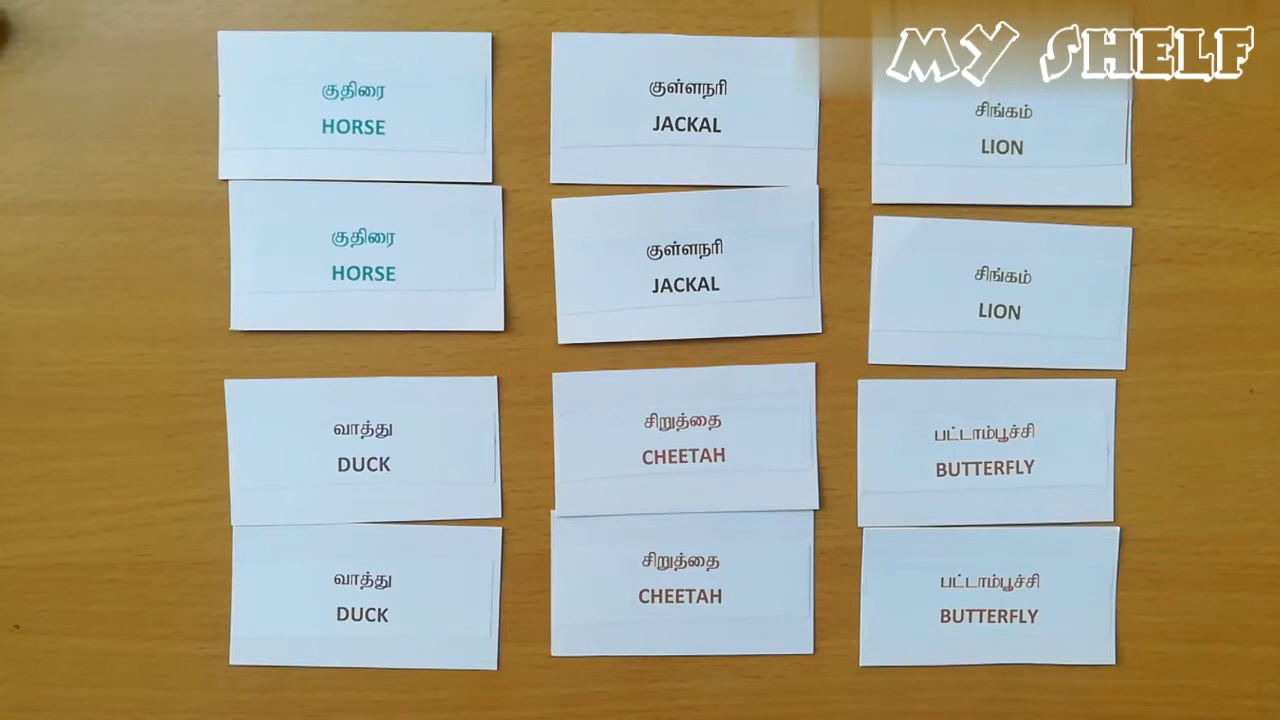 MY SHELF
குதிரை
HORSE
குள்ளநரி
JACKAL
சிங்கம்
LION
குதிரை
HORSE
குள்ளநரி
JACKAL
சிங்கம்
LION
வாத்து
DUCK
சிறுத்தை
CHEETAH
பட்டாம்பூச்சி
BUTTERFLY
வாத்து
DUCK
சிறுத்தை
CHEETAH
பட்டாம்பூச்சி
BUTTERFLY